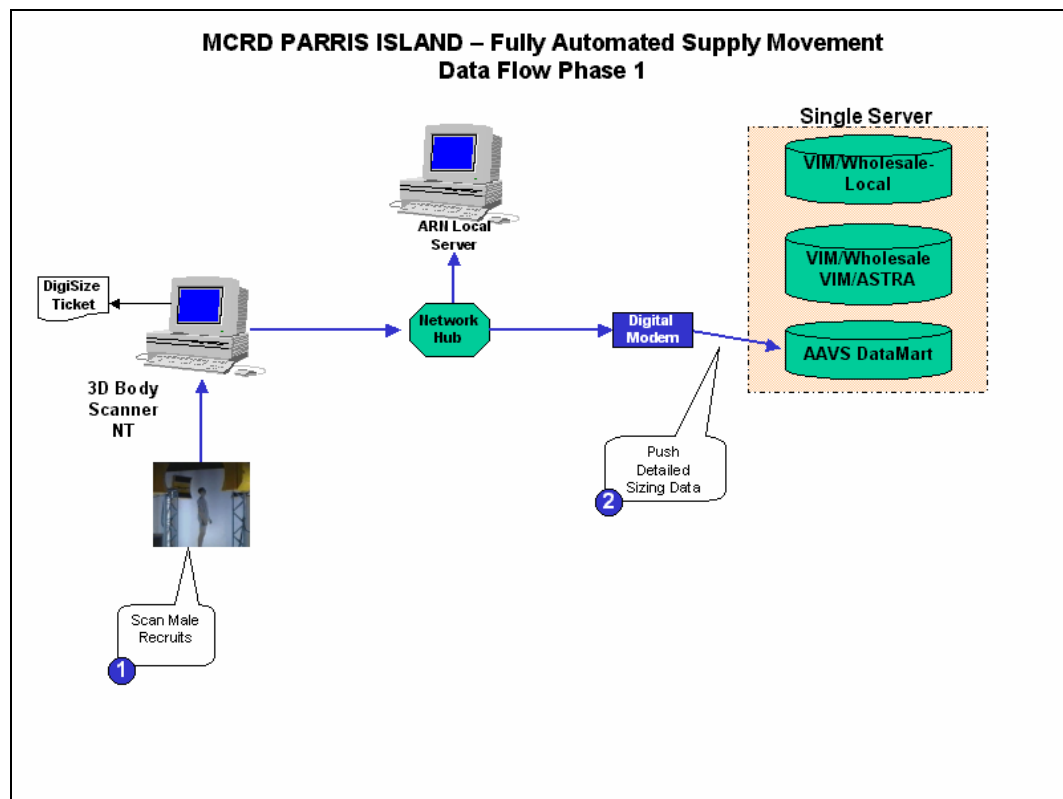 MCRD PARRIS ISLAND – Fully Automated Supply Movement
Data Flow Phase 1
Single Server
VIM/Wholesale-
Local
ARN Local
Server
VIM/Wholesale
VIM/ASTRA
DigiSize
Ticket
Network
Hub
Digital
Modem
AAVS DataMart
3D Body
Scanner
NT
Push
Detailed
Sizing Data
2
Scan Male
Recruits
1